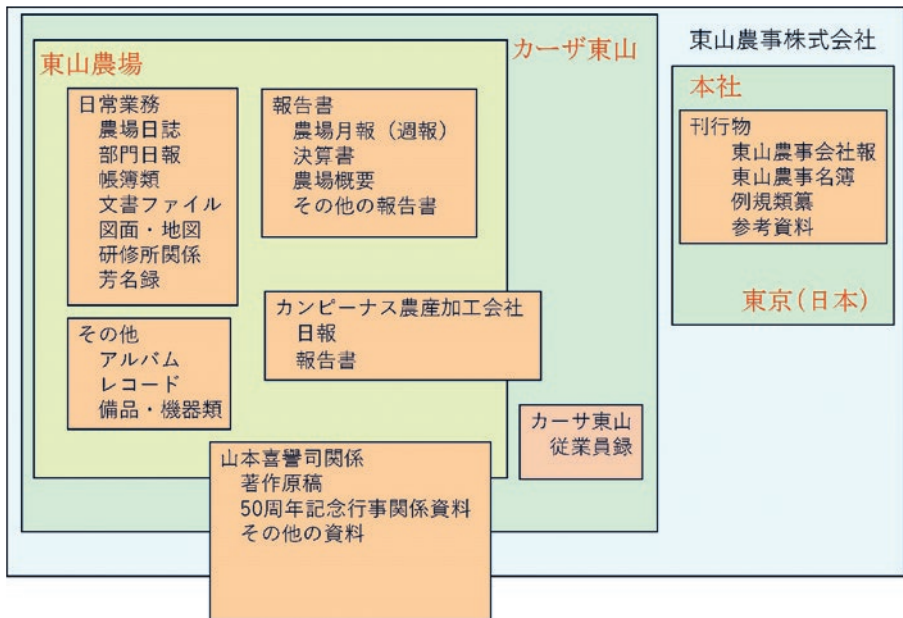 東山農事株式会社
カーザ東山
東山農場
日常業務
農場日誌
部門日報
帳簿類
文書ファイル
図面・地図
研修所関係
芳名録
報告書
農場月報（週報）
決算書
農場概要
その他の報告書
カンピーナス農産加工会社
日報
報告書
その他
アルバム
レコード
備品・機器類
カーサ東山
従業員録
山本喜譽司関係
著作原稿
50周年記念行事関係資料
その他の資料
本社
刊行物
東山農事会社報
東山農事名簿
例規類纂
参考資料
東京(日本)